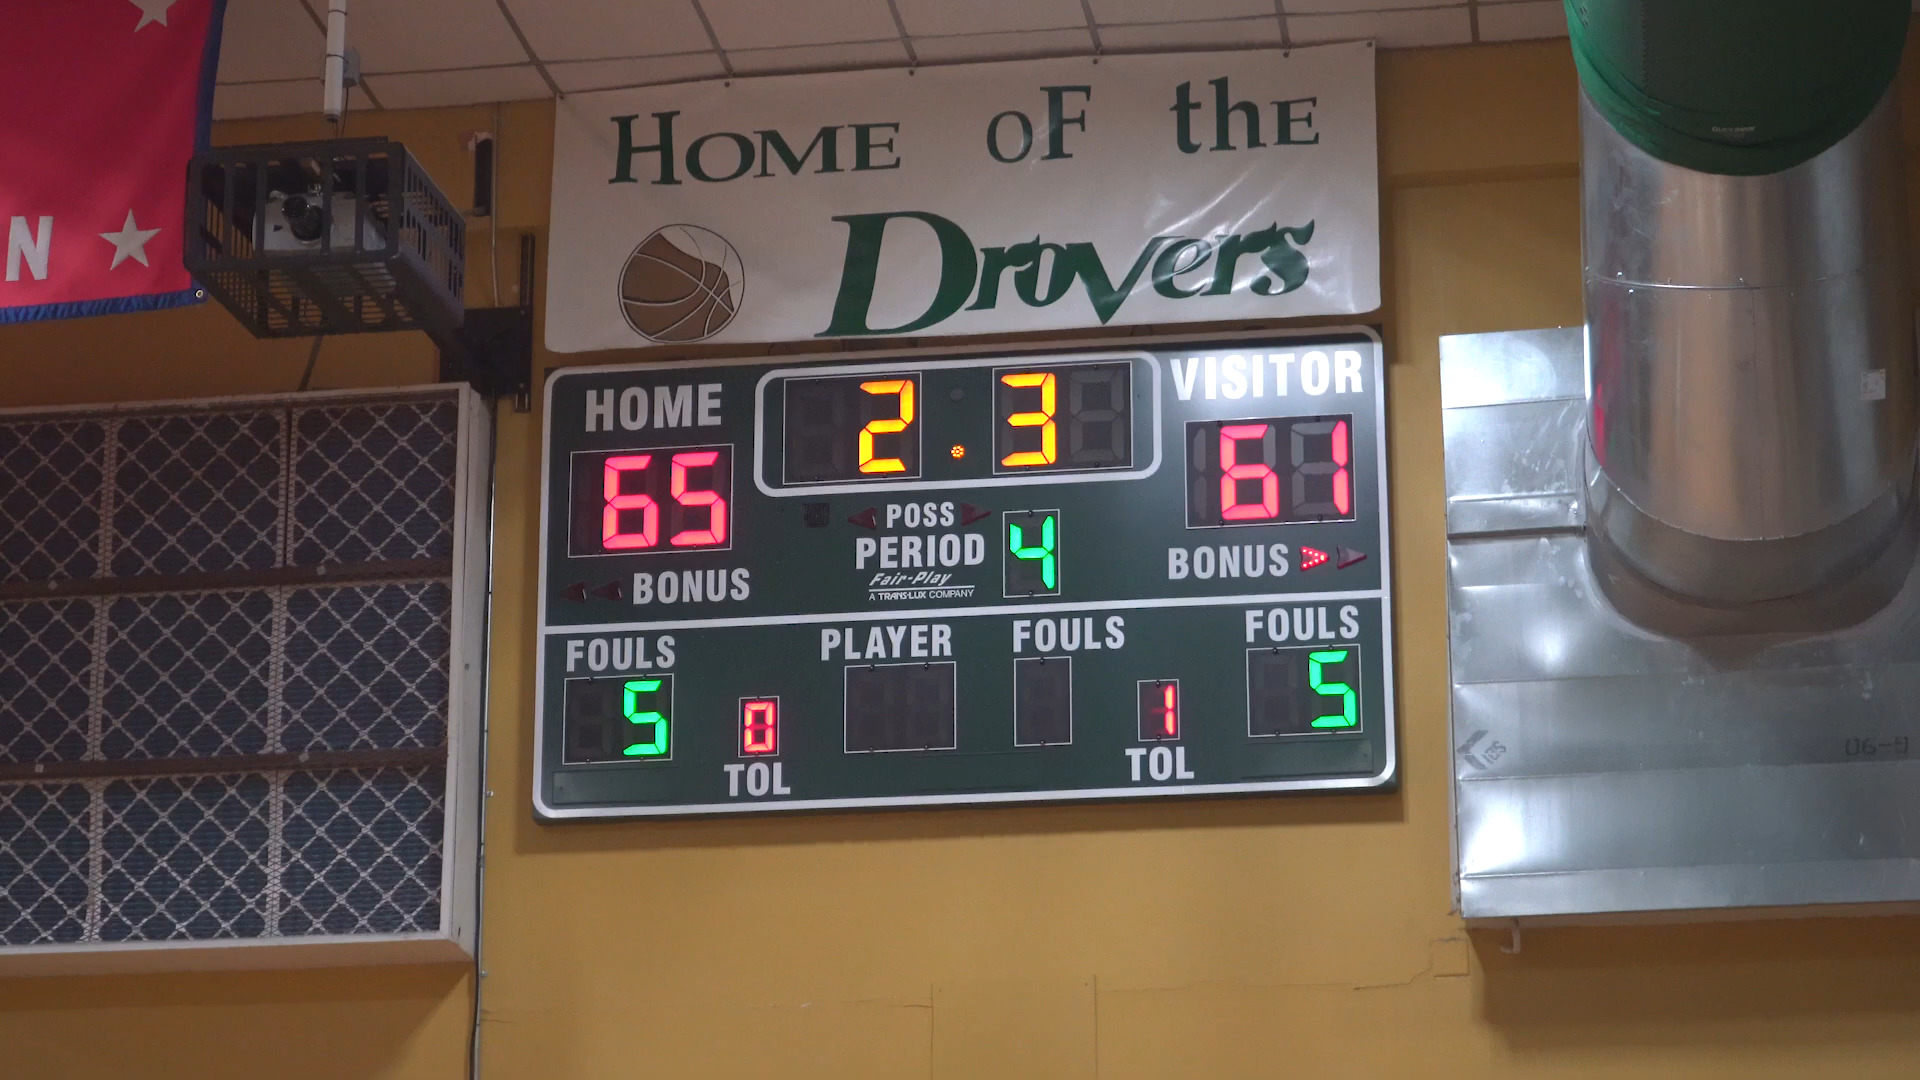 HOME OF the
Drovers
N
HOME
2.3
VISITOR
65
61
POSS
PERIOD
4
BONUS
BONUS
Fair-Play
A TRANS-LUX COMPANY
FOULS
PLAYER
FOULS
FOULS
5
0
1
5
TOL
TOL